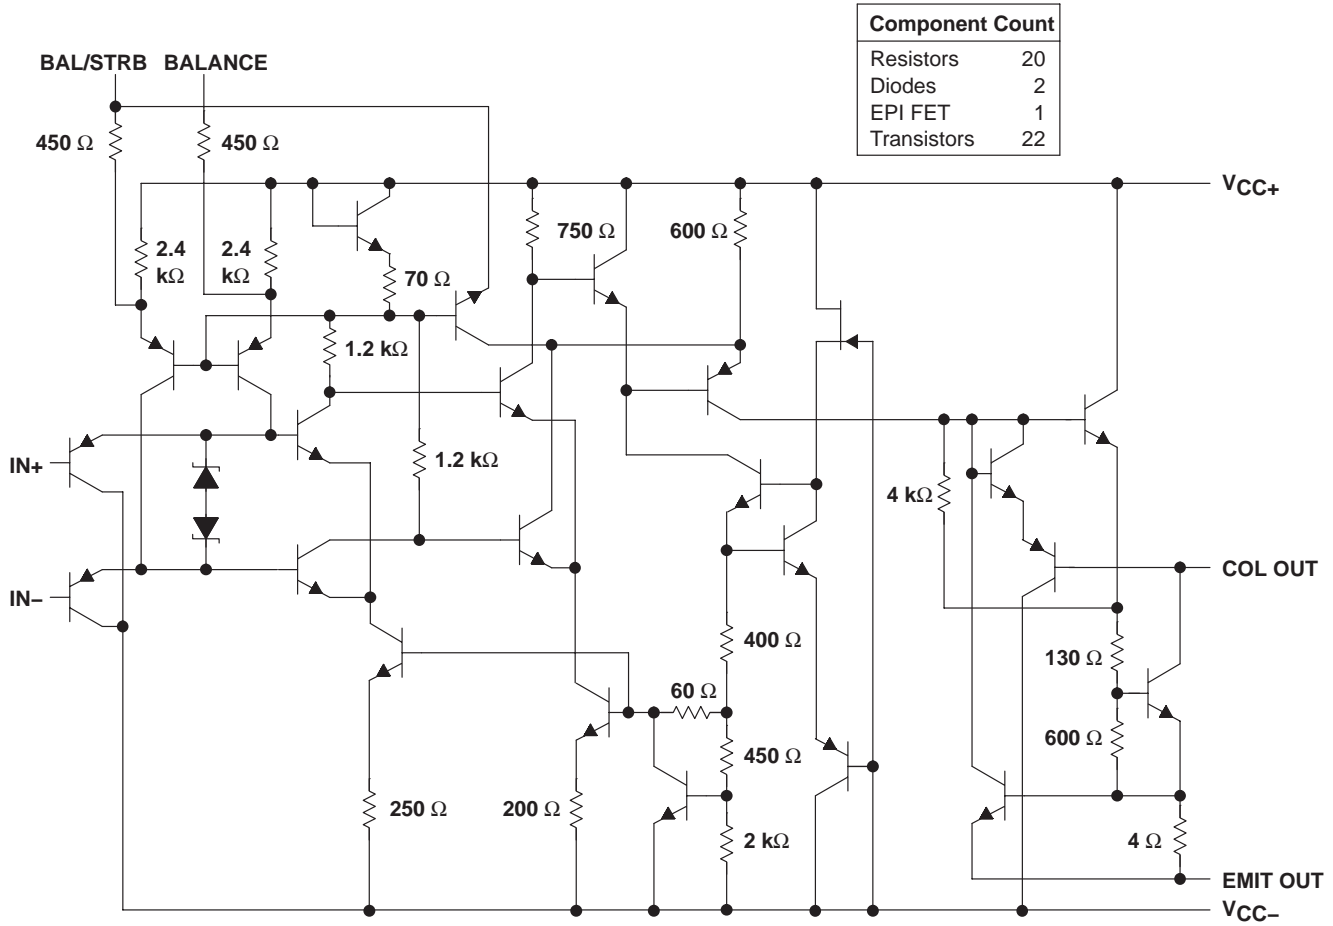 Component Count
Resistors 20
Diodes 2
EPI FET 1
Transistors 22
BAL/STRB BALANCE
450 Ω 450 Ω
VCC+
2.4 kΩ
2.4 kΩ
70 Ω
750 Ω
600 Ω
1.2 kΩ
IN+
1.2 kΩ
4 kΩ
IN−
COL OUT
400 Ω
130 Ω
60 Ω
600 Ω
450 Ω
250 Ω
200 Ω
2 kΩ
4 Ω
EMIT OUT
VCC−